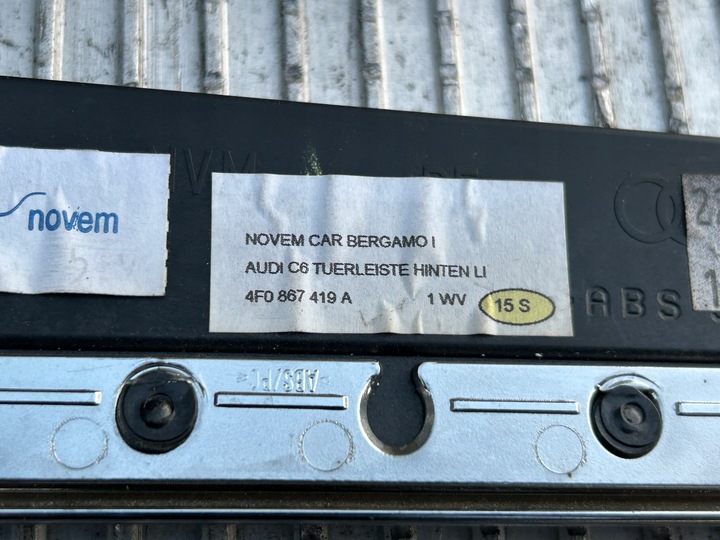 novem
NOVEM CAR BERGAMO I
AUDI C6 TUERLEISTE HINTEN LI
4F0 867 419 A 1 WV 15 S
ABS
ABS/PC